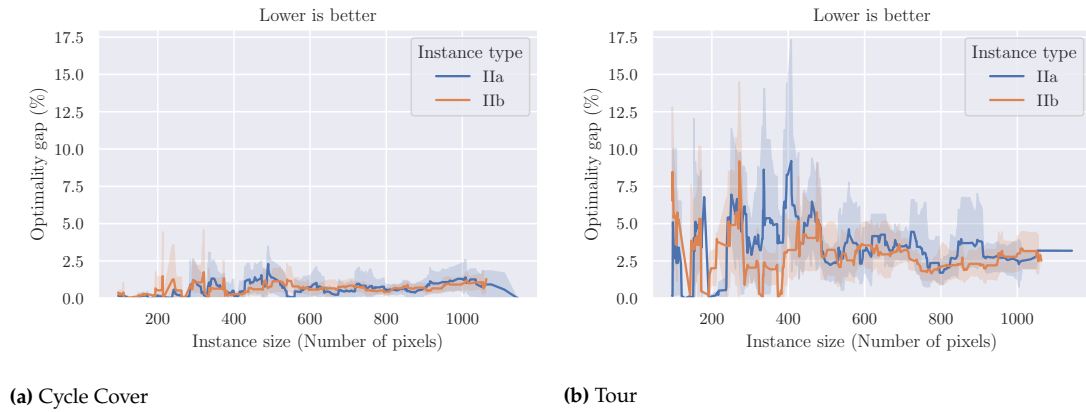 Lower is better
17.5
15.0
12.5
10.0
7.5
5.0
2.5
0.0
Optimality gap (%)
Instance type
IIa
IIb
200
400
600
800
1000
Instance size (Number of pixels)
(a) Cycle Cover
Lower is better
17.5
15.0
12.5
10.0
7.5
5.0
2.5
0.0
Optimality gap (%)
Instance type
IIa
IIb
200
400
600
800
1000
Instance size (Number of pixels)
(b) Tour